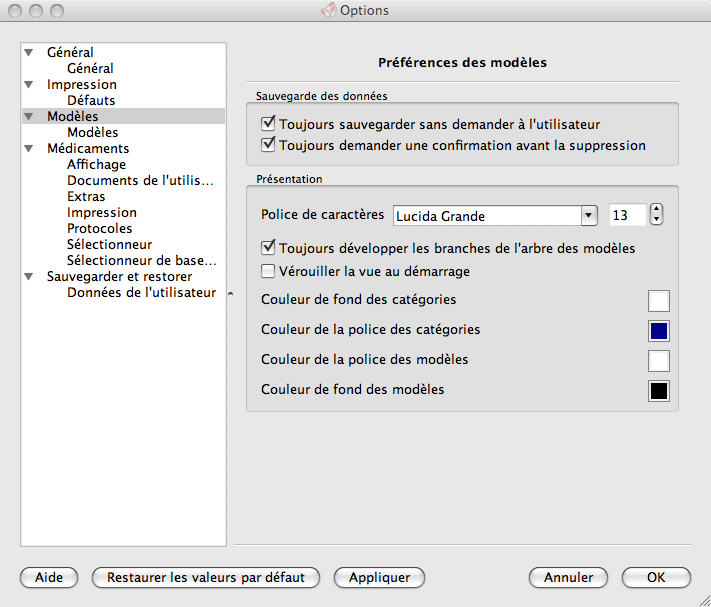 Options
Général
Général
Impression
Défauts
Modèles
Modèles
Médicaments
Affichage
Documents de l'utilis...
Extras
Impression
Protocoles
Sélectionneur
Sélectionneur de base...
Sauvegarder et restorer
Données de l'utilisateur
Préférences des modèles
Sauvegarde des données
Toujours sauvegarder sans demander à l'utilisateur
Toujours demander une confirmation avant la suppression
Présentation
Police de caractères Lucida Grande 13
Toujours développer les branches de l'arbre des modèles
Vérouiller la vue au démarrage
Couleur de fond des catégories
Couleur de la police des catégories
Couleur de la police des modèles
Couleur de fond des modèles
Aide Restaurer les valeurs par défaut Appliquer Annuler OK